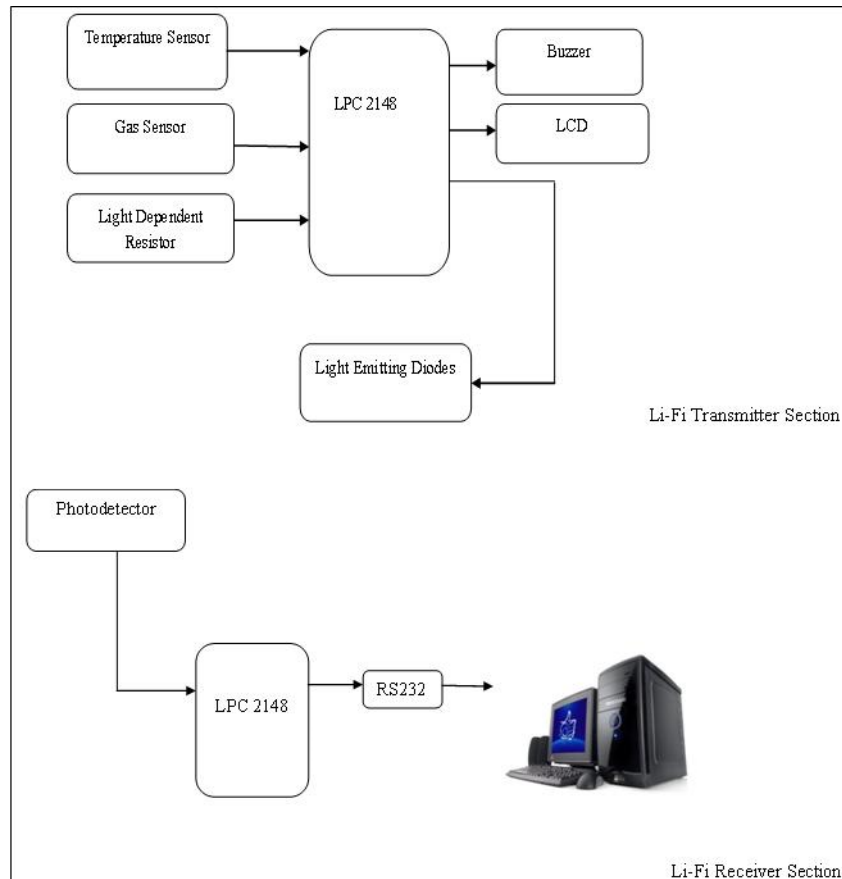 Temperature Sensor
Gas Sensor
Light Dependent
Resistor
LPC 2148
Buzzer
LCD
Light Emitting Diodes
Li-Fi Transmitter Section
Photodetector
LPC 2148
RS232
Li-Fi Receiver Section